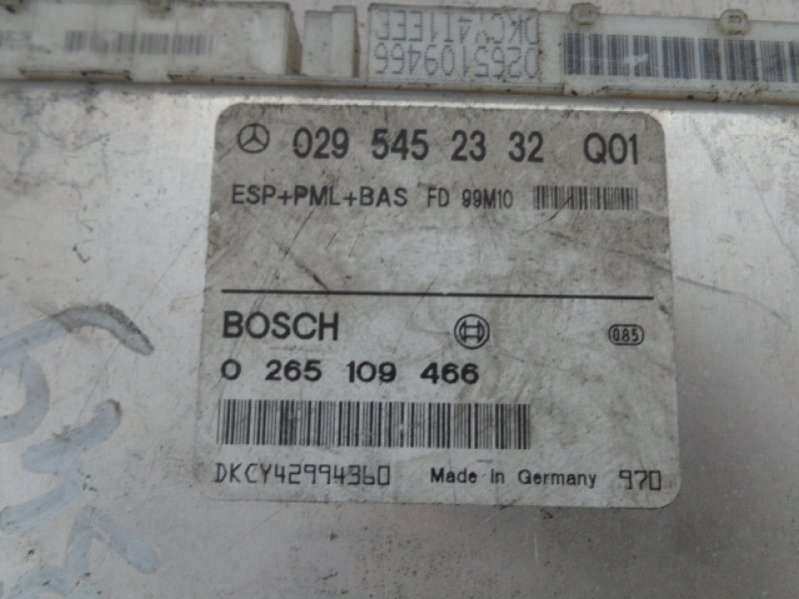 DKCY4T1EEE
0265109466
029 545 23 32 Q01
ESP+PML+BAS FD 99M10
BOSCH
085
0 265 109 466
DKCY42994360 Made in Germany 970